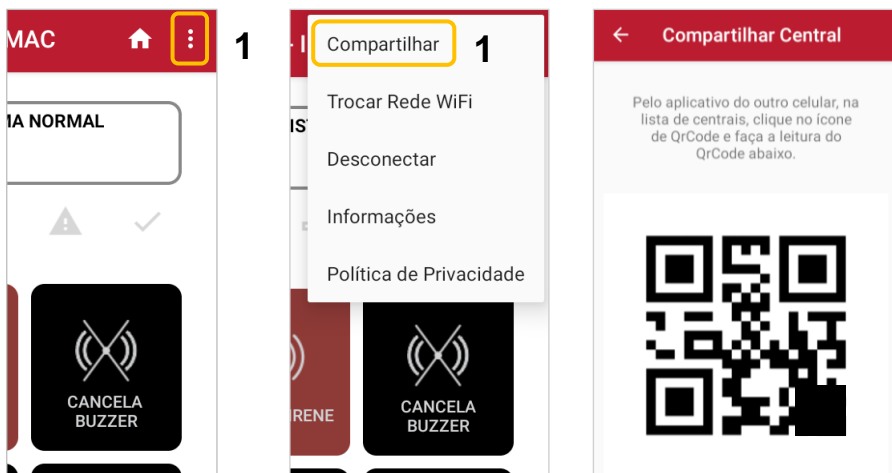 MAC
1
MA NORMAL
CANCELA
BUZZER
Compartilhar
1
Trocar Rede WiFi
IS
Desconectar
Informações
Política de Privacidade
IRENE
CANCELA
BUZZER
Compartilhar Central
Pelo aplicativo do outro celular, na
lista de centrais, clique no ícone
de QrCode e faça a leitura do
QrCode abaixo.